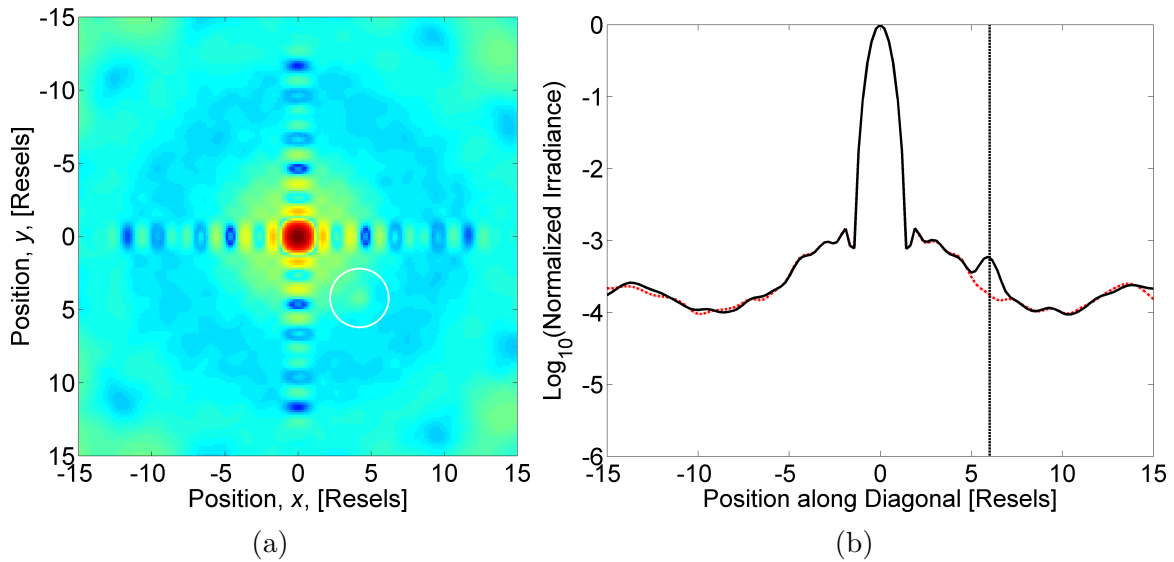 -15
-10
-5
0
5
10
15
Position, y, [Resels]
-15 -10 -5 0 5 10 15
Position, x, [Resels]
(a)
0
-1
-2
-3
-4
-5
-6
Log10(Normalized Irradiance)
-15 -10 -5 0 5 10 15
Position along Diagonal [Resels]
(b)